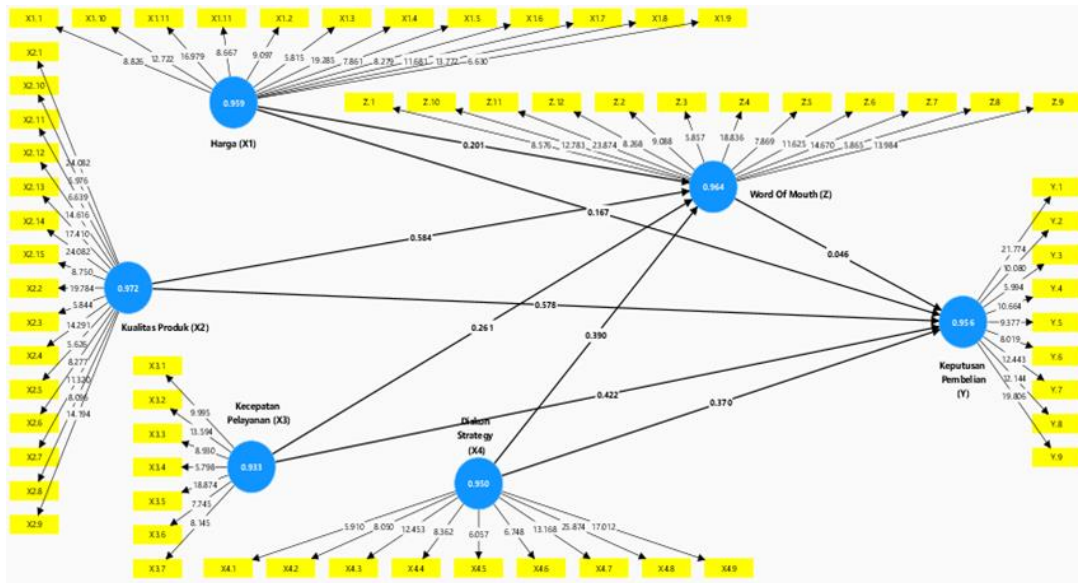 X1.1 X1.10 X1.11 X1.11 X1.2 X1.3 X1.4 X1.5 X1.6 X1.7 X1.8 X1.9
8.826 12.722 16.979 8.667 9.097 5.815 19.285 7.861 8.279 11.681 13.772 6.630
0.959
Harga (X1)
X2.1
X2.10
X2.11
X2.12
X2.13
X2.14
X2.15
X2.2
X2.3
X2.4
X2.5
X2.6
X2.7
X2.8
X2.9
24.082
5.976
6.639
14.616
17.410
24.082
8.750
19.784
5.844
14.291
5.626
8.277
11.320
8.096
14.194
0.972
Kualitas Produk (X2)
Z.1 Z.10 Z.11 Z.12 Z.2 Z.3 Z.4 Z.5 Z.6 Z.7 Z.8 Z.9
8.576 12.783 23.874 8.268 9.088 5.857 18.836 7.869 11.625 14.670 5.865 13.984
0.964
Word Of Mouth (Z)
0.201
0.167
0.584
0.046
0.578
0.261
0.390
0.422
0.370
Y.1
Y.2
Y.3
Y.4
Y.5
Y.6
Y.7
Y.8
Y.9
21.774
10.080
5.994
10.664
9.377
8.019
12.443
12.144
19.806
0.956
Keputusan
Pembelian
(Y)
X3.1
X3.2
X3.3
X3.4
X3.5
X3.6
X3.7
9.995
13.594
8.930
5.798
18.874
7.745
8.145
Kecepatan
Pelayanan (X3)
0.933
Diskon
Strategy
(X4)
0.950
5.910 8.090 12.453 8.362 6.057 6.748 13.168 25.874 17.012
X4.1 X4.2 X4.3 X4.4 X4.5 X4.6 X4.7 X4.8 X4.9